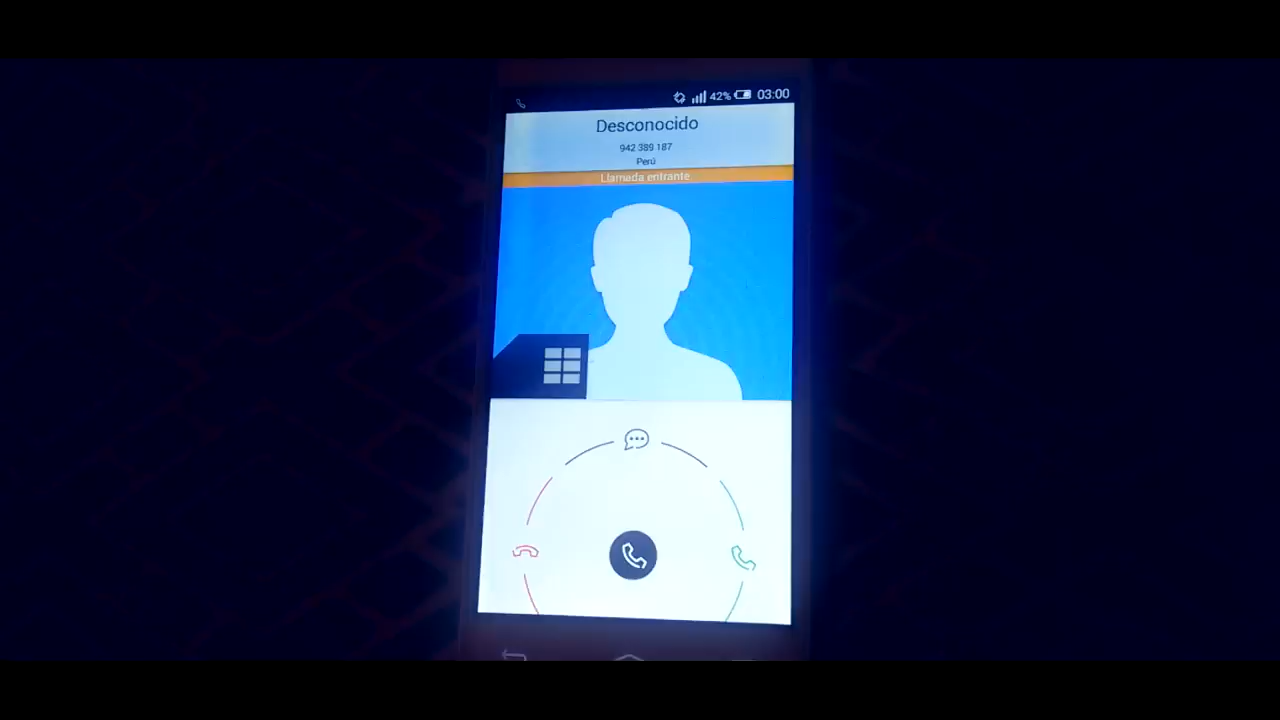 42% 03:00
Desconocido
942 389 187
Perú
Llamada entrante